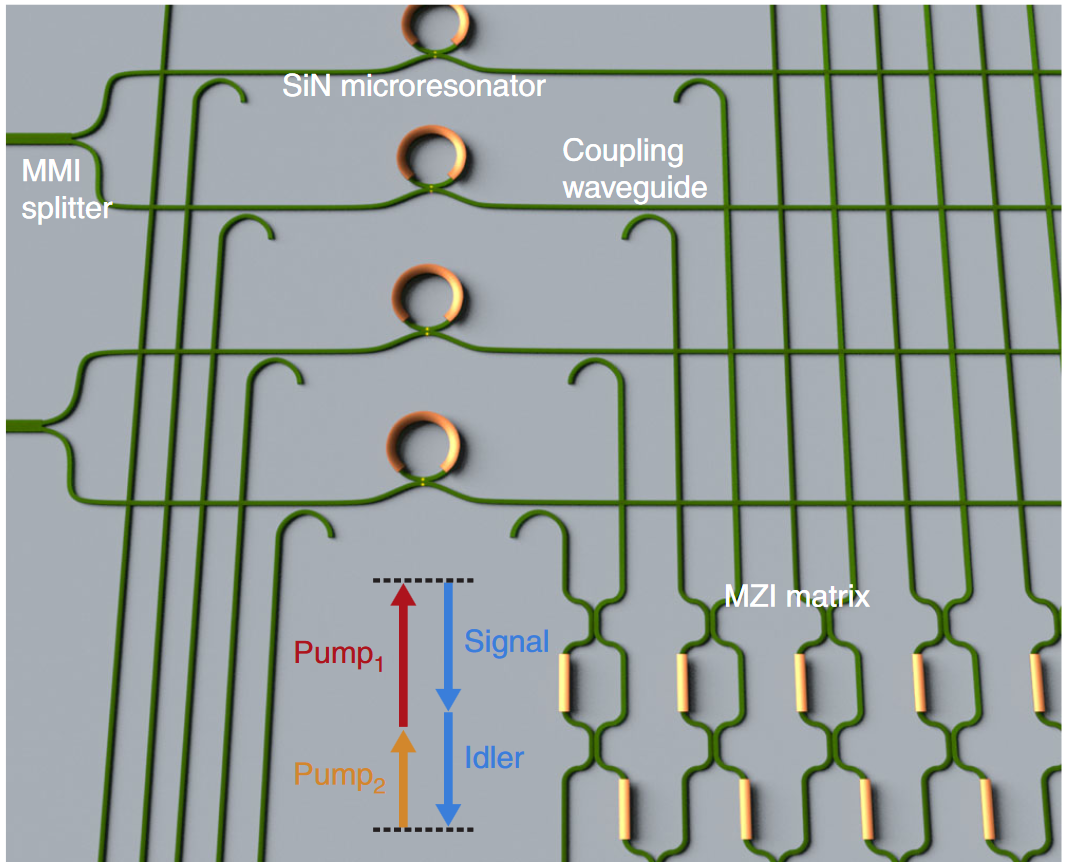 SiN microresonator
MMI
splitter
Coupling
waveguide
MZI matrix
Pump₁
Signal
Pump₂
Idler